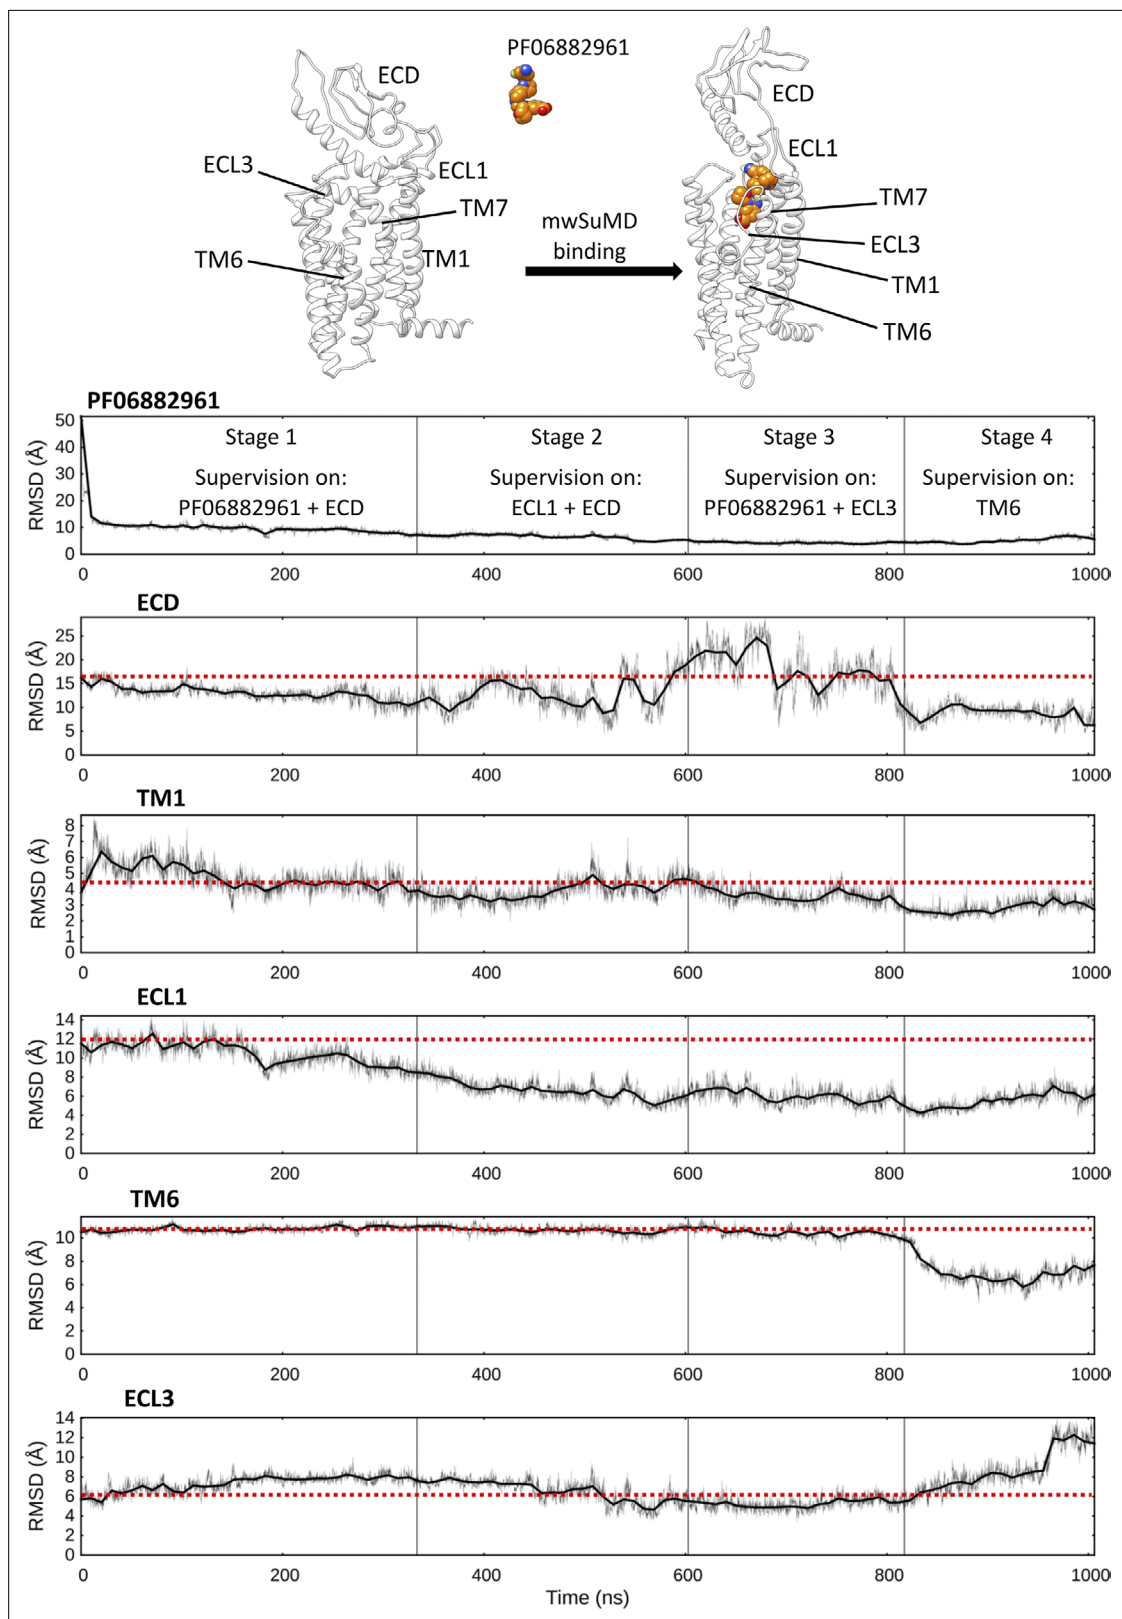 PF06882961
ECD
ECD
ECL3
ECL1
ECL1
TM7
TM7
mwSuMD
binding
ECL3
TM6
TM1
TM1
TM6
PF06882961
RMSD (Å)
50
40
30
20
10
0
Stage 1
Supervision on:
PF06882961 + ECD
Stage 2
Supervision on:
ECL1 + ECD
Stage 3
Supervision on:
PF06882961 + ECL3
Stage 4
Supervision on:
TM6
0 200 400 600 800 1000
ECD
RMSD (Å)
25
20
15
10
5
0
0 200 400 600 800 1000
TM1
RMSD (Å)
8
7
6
5
4
3
2
1
0
0 200 400 600 800 1000
ECL1
RMSD (Å)
14
12
10
8
6
4
2
0
0 200 400 600 800 1000
TM6
RMSD (Å)
10
8
6
4
2
0
0 200 400 600 800 1000
ECL3
RMSD (Å)
14
12
10
8
6
4
2
0
0 200 400 600 800 1000
Time (ns)